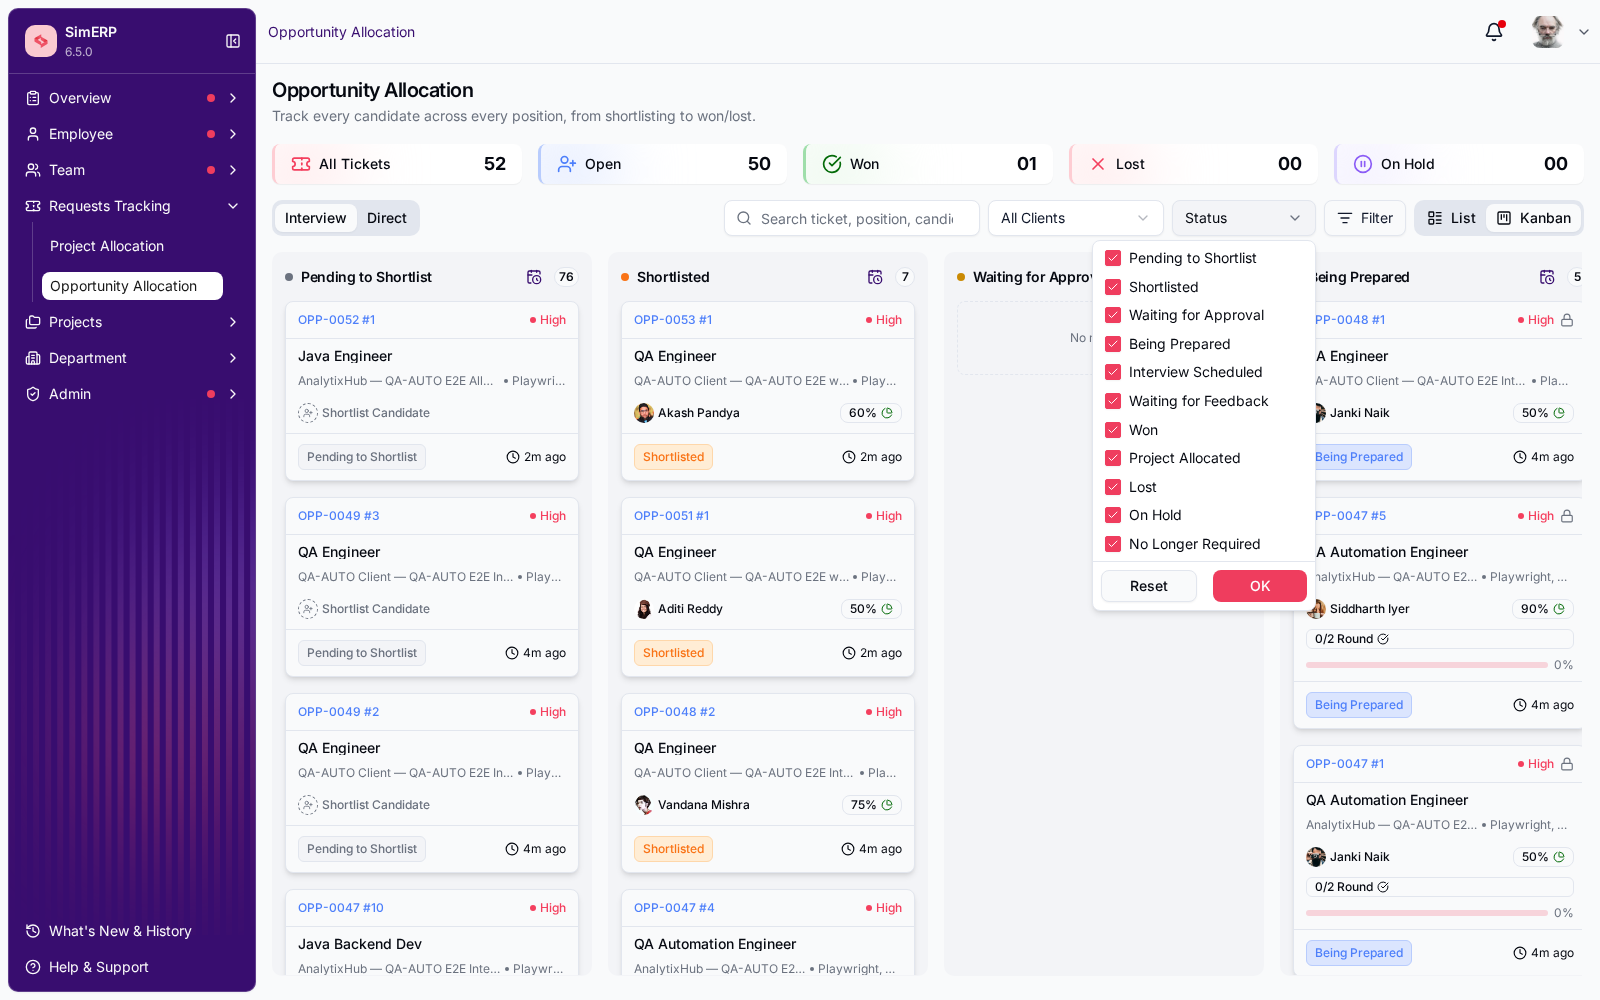 SimERP
6.5.0
Overview
Employee
Team
Requests Tracking
Project Allocation
Opportunity Allocation
Projects
Department
Admin
What's New & History
Help & Support
Opportunity Allocation
Opportunity Allocation
Track every candidate across every position, from shortlisting to won/lost.
All Tickets 52
Open 50
Won 01
Lost 00
On Hold 00
Interview Direct
Search ticket, position, candi
All Clients
Status
Filter
List
Kanban
Pending to Shortlist 76
OPP-0052 #1 High
Java Engineer
AnalytixHub — QA-AUTO E2E All... • Playwri...
Shortlist Candidate
Pending to Shortlist 2m ago
OPP-0049 #3 High
QA Engineer
QA-AUTO Client — QA-AUTO E2E In... • Play...
Shortlist Candidate
Pending to Shortlist 4m ago
OPP-0049 #2 High
QA Engineer
QA-AUTO Client — QA-AUTO E2E In... • Play...
Shortlist Candidate
Pending to Shortlist 4m ago
OPP-0047 #10 High
Java Backend Dev
AnalytixHub — QA-AUTO E2E Inte... • Playwr...
Shortlisted 7
OPP-0053 #1 High
QA Engineer
QA-AUTO Client — QA-AUTO E2E w... • Play...
Akash Pandya 60%
Shortlisted 2m ago
OPP-0051 #1 High
QA Engineer
QA-AUTO Client — QA-AUTO E2E w... • Play...
Aditi Reddy 50%
Shortlisted 2m ago
OPP-0048 #2 High
QA Engineer
QA-AUTO Client — QA-AUTO E2E Int... • Pla...
Vandana Mishra 75%
Shortlisted 4m ago
OPP-0047 #4 High
QA Automation Engineer
AnalytixHub — QA-AUTO E2... • Playwright, ...
Waiting for Approv
No r
Pending to Shortlist
Shortlisted
Waiting for Approval
Being Prepared
Interview Scheduled
Waiting for Feedback
Won
Project Allocated
Lost
On Hold
No Longer Required
Reset OK
Being Prepared 5
PP-0048 #1 High
A Engineer
A-AUTO Client — QA-AUTO E2E Int... • Pla...
Janki Naik 50%
Being Prepared 4m ago
PP-0047 #5 High
A Automation Engineer
nalytixHub — QA-AUTO E2... • Playwright, ...
Siddharth Iyer 90%
0/2 Round
0%
Being Prepared 4m ago
OPP-0047 #1 High
QA Automation Engineer
AnalytixHub — QA-AUTO E2... • Playwright, ...
Janki Naik 50%
0/2 Round
0%
Being Prepared 4m ago